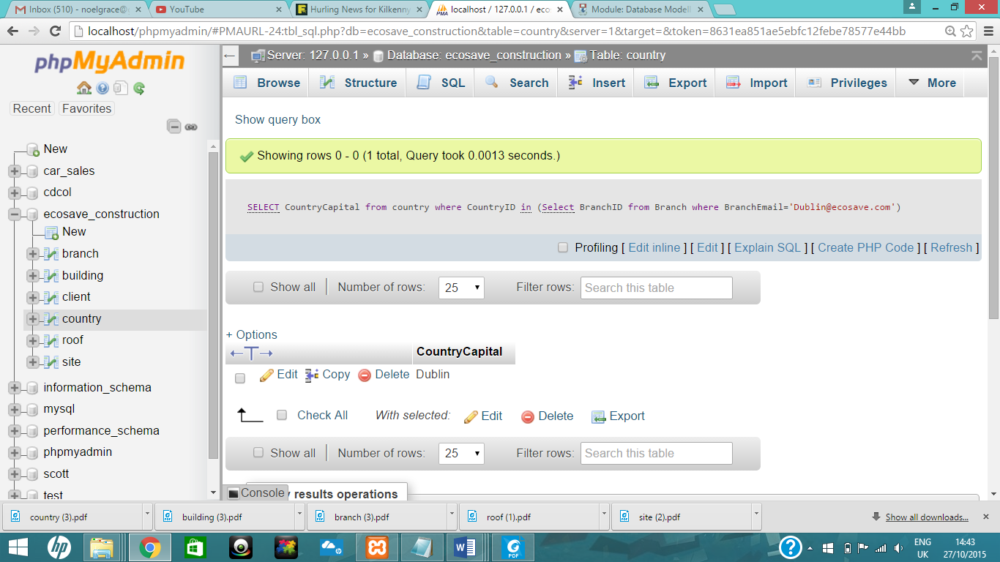 Inbox (510) - noelgrace@
YouTube
Hurling News for Kilkenny
localhost / 127.0.0.1 / eco
Module: Database Modell
localhost/phpmyadmin/#PMAURL-24:tbl_sql.php?db=ecosave_construction&table=country&server=1&target=&token=8631ea851ae5ebfc12febe78577e44bb
phpMyAdmin
Recent Favorites
New
car_sales
cdcol
ecosave_construction
New
branch
building
client
country
roof
site
information_schema
mysql
performance_schema
phpmyadmin
scott
test
Server: 127.0.0.1 » Database: ecosave_construction » Table: country
Browse Structure SQL Search Insert Export Import Privileges More
Show query box
Showing rows 0 - 0 (1 total, Query took 0.0013 seconds.)
SELECT CountryCapital from country where CountryID in (Select BranchID from Branch where BranchEmail='Dublin@ecosave.com')
Profiling [ Edit inline ] [ Edit ] [ Explain SQL ] [ Create PHP Code ] [ Refresh ]
Show all Number of rows: 25 Filter rows: Search this table
+ Options
←T→ CountryCapital
Edit Copy Delete Dublin
Check All With selected: Edit Delete Export
Show all Number of rows: 25 Filter rows: Search this table
Console results operations
country (3).pdf
building (3).pdf
branch (3).pdf
roof (1).pdf
site (2).pdf
Show all downloads...
ENG 14:43
UK 27/10/2015